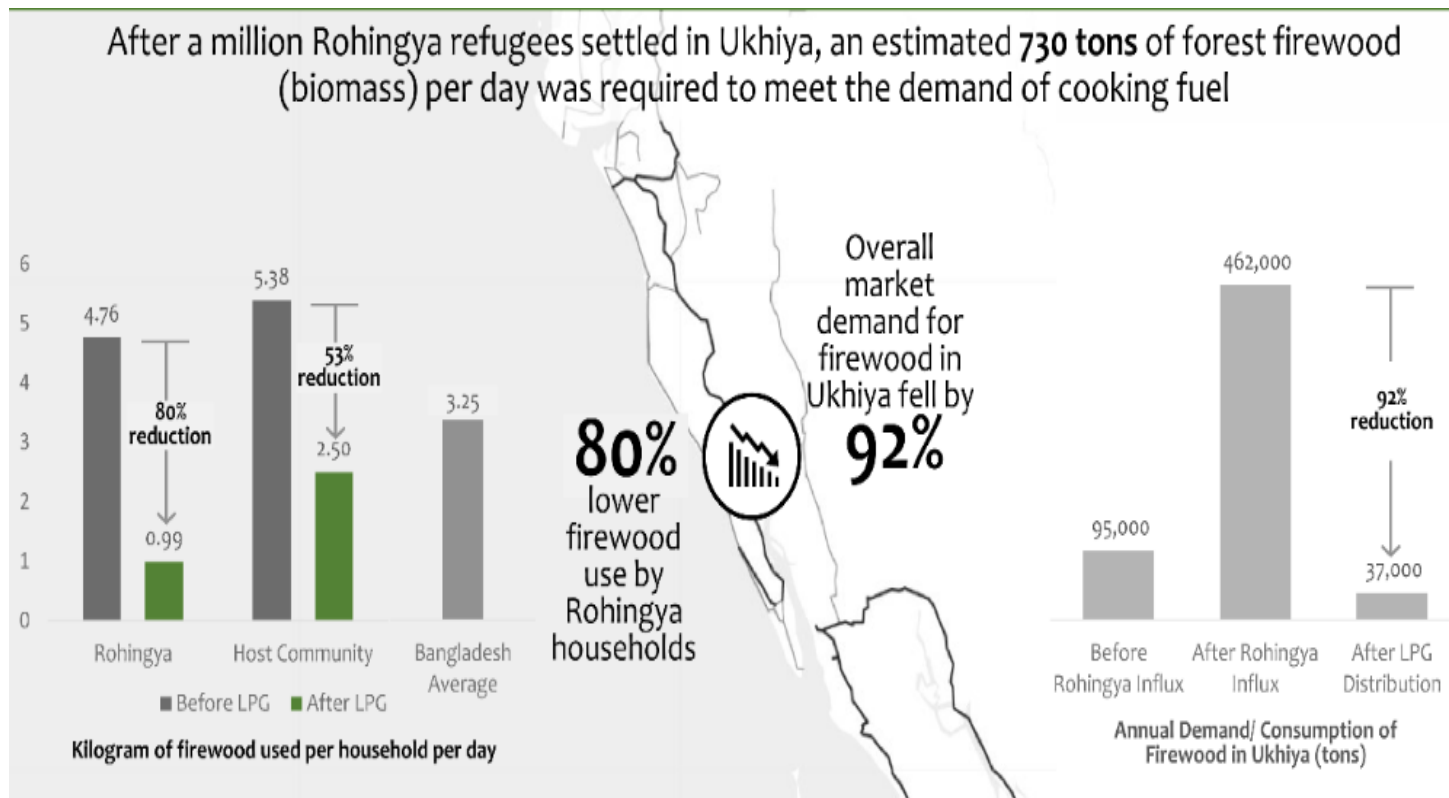 After a million Rohingya refugees settled in Ukhiya, an estimated 730 tons of forest firewood
(biomass) per day was required to meet the demand of cooking fuel
6
5
4
3
2
1
0
4.76
80%
reduction
0.99
5.38
53%
reduction
2.50
3.25
Rohingya
Host Community
Bangladesh
Average
Before LPG
After LPG
Kilogram of firewood used per household per day
80%
lower
firewood
use by
Rohingya
households
Overall
market
demand for
firewood in
Ukhiya fell by
92%
95,000
462,000
92%
reduction
37,000
Before
Rohingya Influx
After Rohingya
Influx
After LPG
Distribution
Annual Demand/ Consumption of
Firewood in Ukhiya (tons)